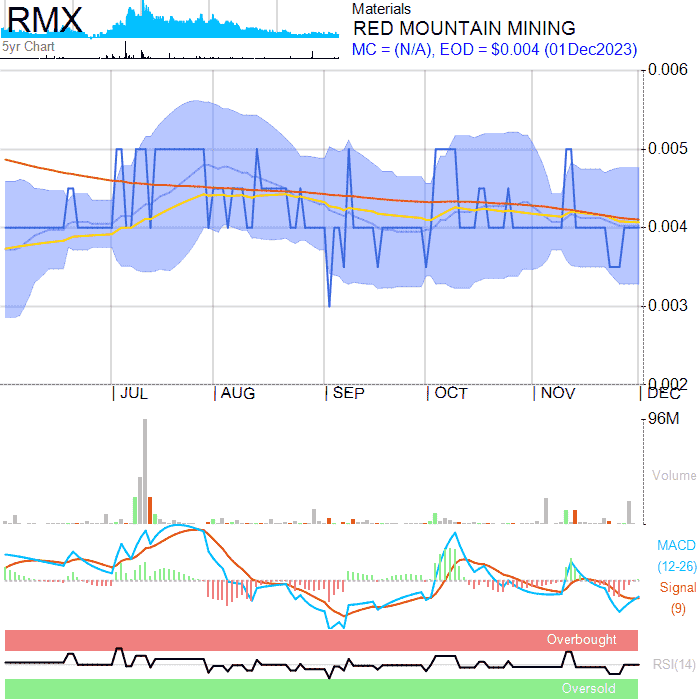 RMX
5yr Chart
Materials
RED MOUNTAIN MINING
MC = (N/A), EOD = $0.004 (01Dec2023)
0.006
0.005
0.004
0.003
0.002
JUL AUG SEP OCT NOV DEC
96M
Volume
MACD
(12-26)
Signal
(9)
Overbought
RSI(14)
Oversold